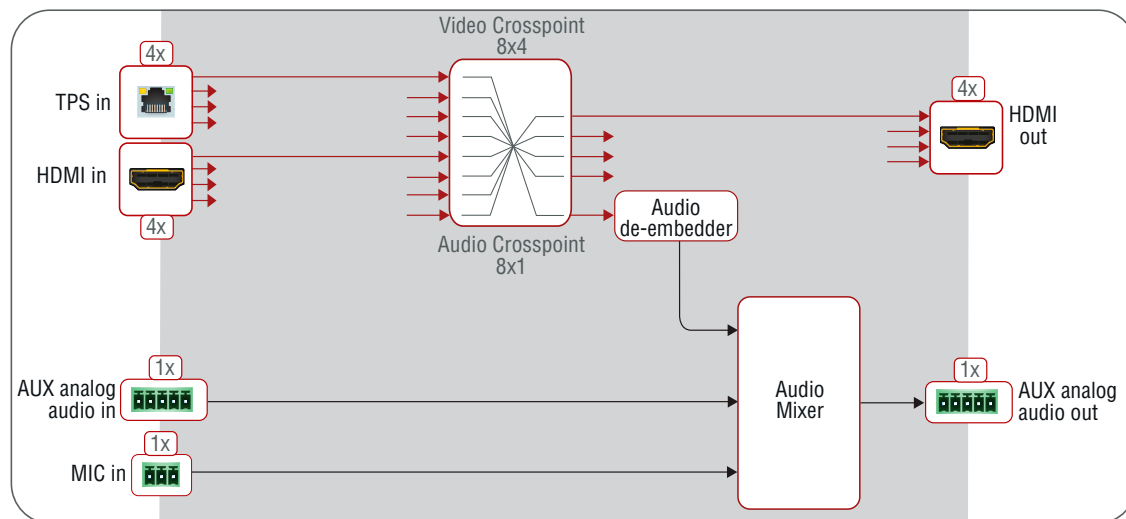 Video Crosspoint
8x4
4x
TPS in
HDMI in
4x
4x
HDMI
out
Audio
de-embedder
Audio Crosspoint
8x1
1x
AUX analog
audio in
1x
MIC in
Audio
Mixer
1x
AUX analog
audio out